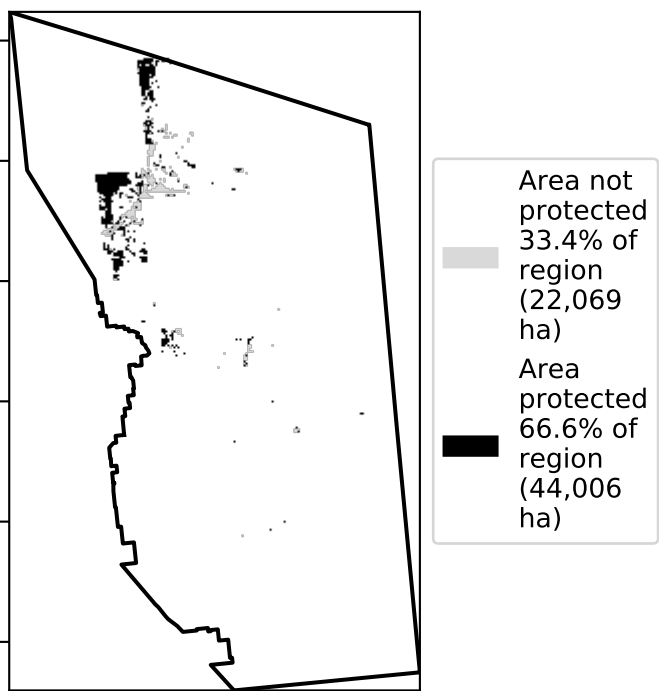 Area not
protected
33.4% of
region
(22,069
ha)
Area
protected
66.6% of
region
(44,006
ha)